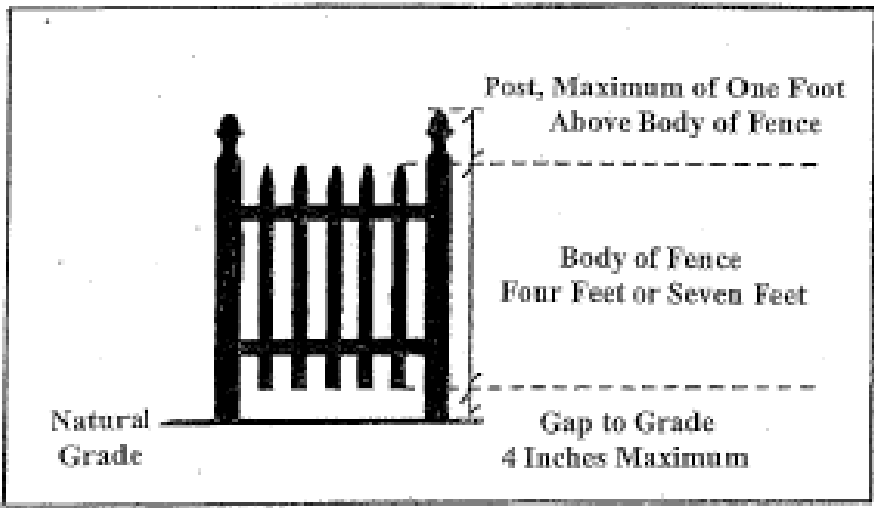 Post, Maximum of One Foot
Above Body of Fence
Body of Fence
Four Feet or Seven Feet
Natural
Grade
Gap to Grade
4 Inches Maximum